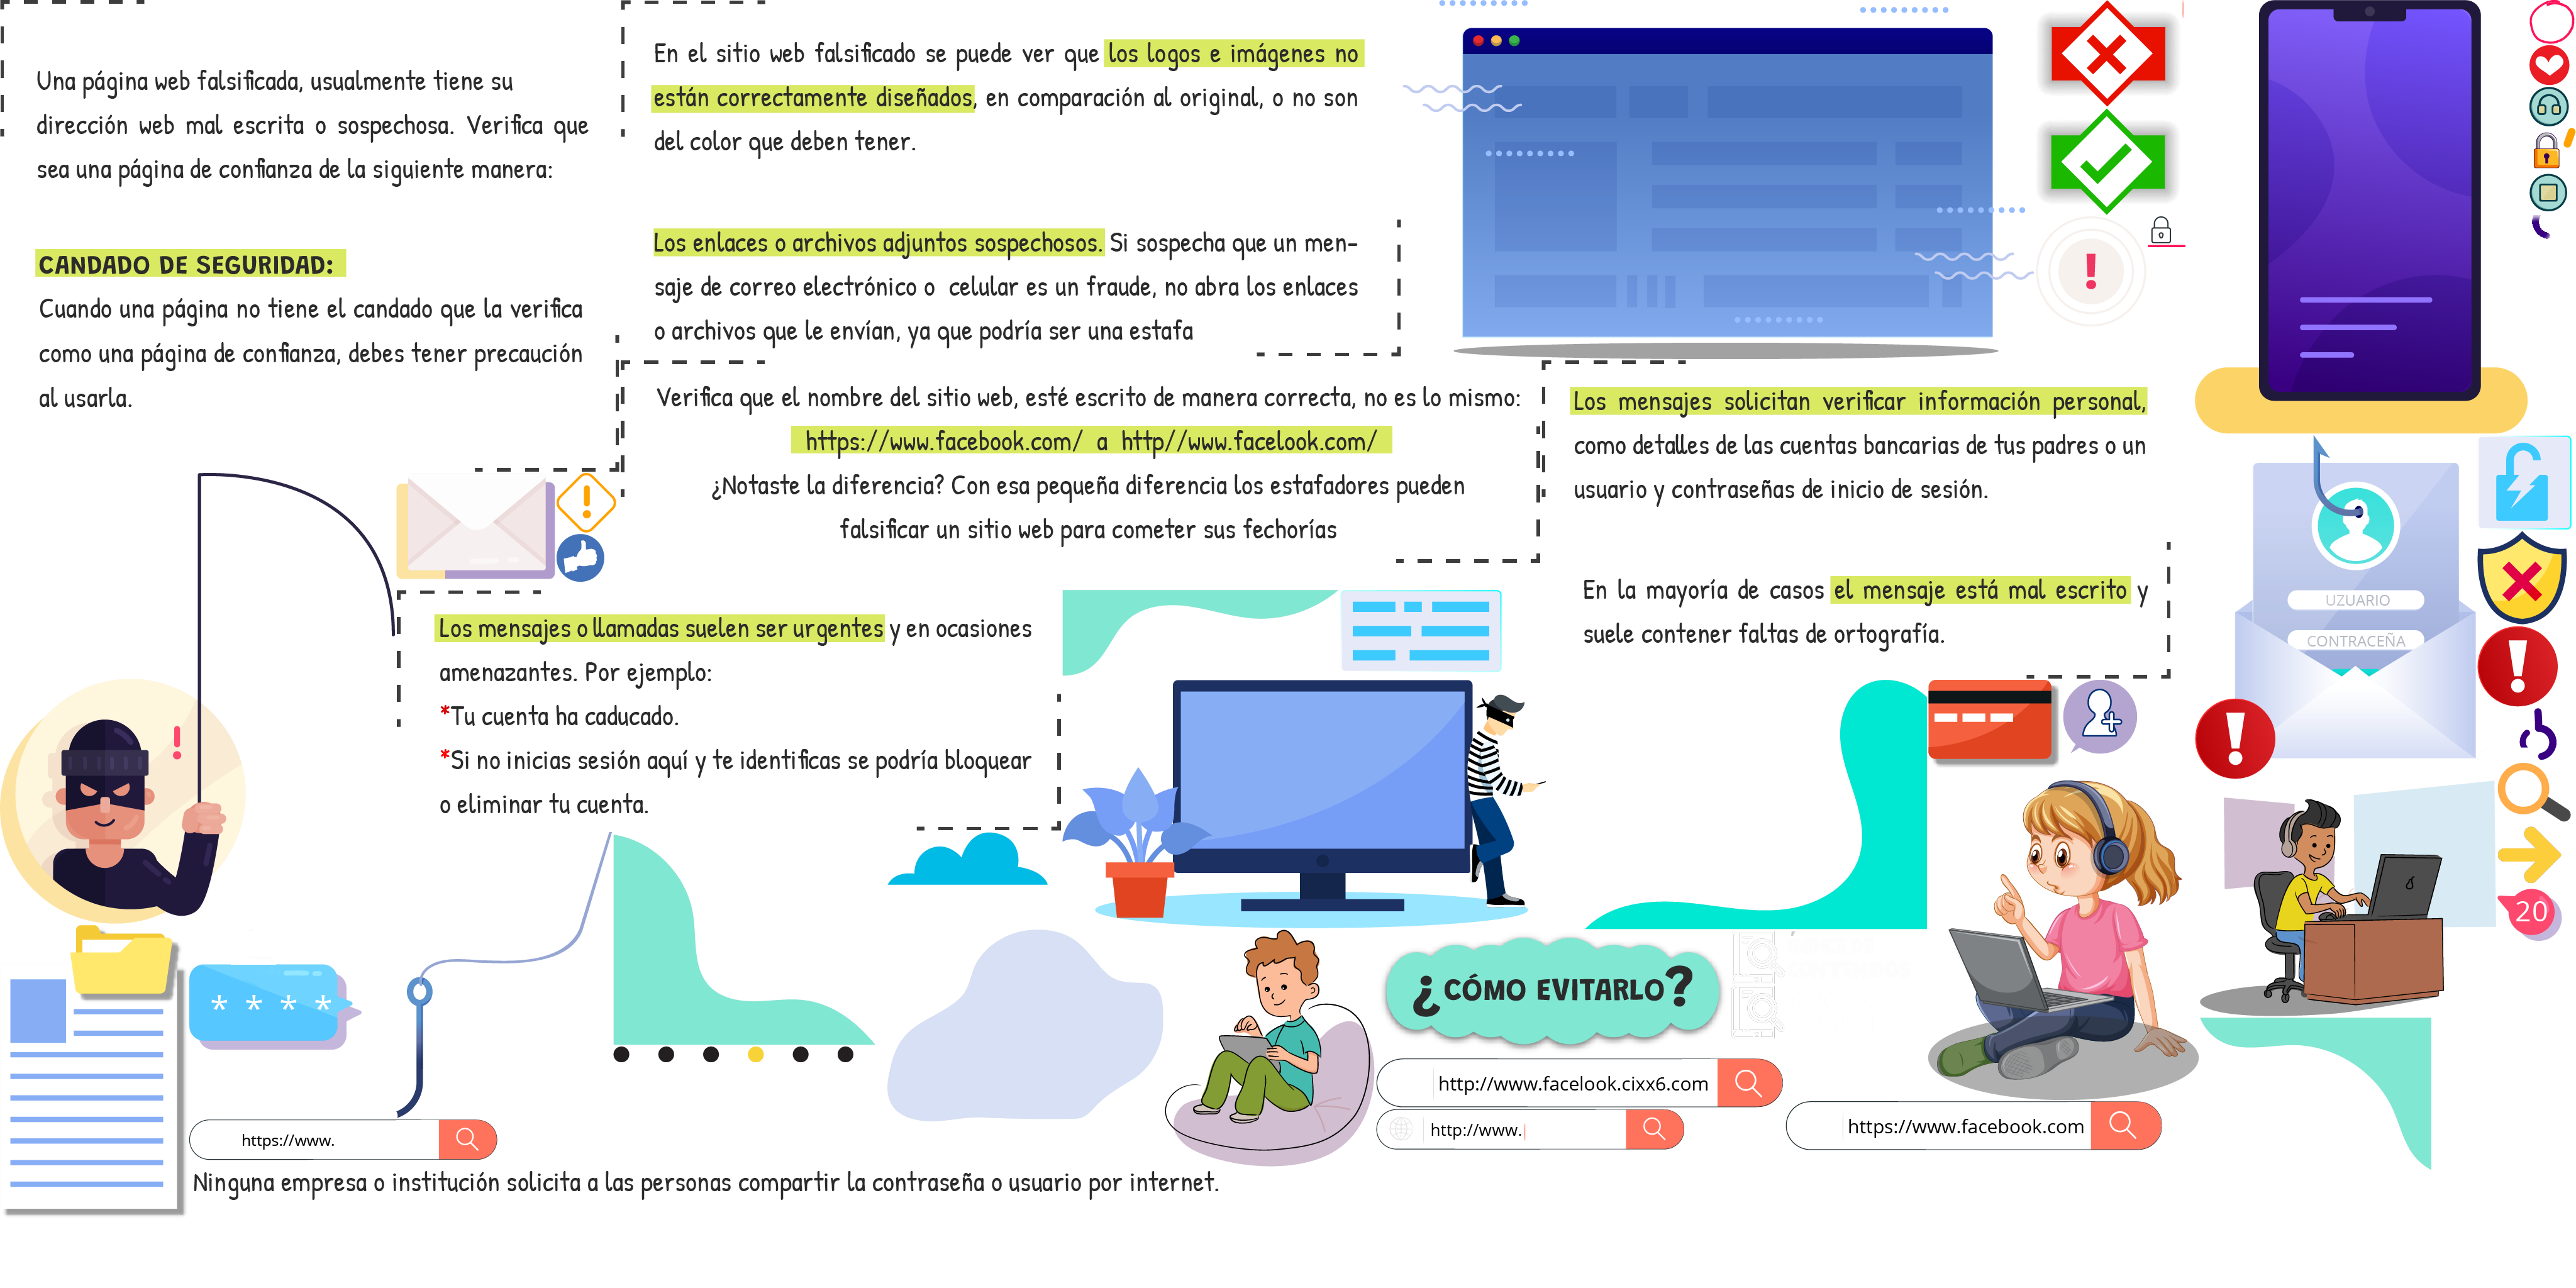 Una página web falsificada, usualmente tiene su
dirección web mal escrita o sospechosa. Verifica que
sea una página de confianza de la siguiente manera:
CANDADO DE SEGURIDAD:
Cuando una página no tiene el candado que la verifica
como una página de confianza, debes tener precaución
al usarla.
En el sitio web falsificado se puede ver que los logos e imágenes no
están correctamente diseñados, en comparación al original, o no son
del color que deben tener.
Los enlaces o archivos adjuntos sospechosos. Si sospecha que un men-
saje de correo electrónico o celular es un fraude, no abra los enlaces
o archivos que le envían, ya que podría ser una estafa
Verifica que el nombre del sitio web, esté escrito de manera correcta, no es lo mismo:
https://www.facebook.com/ a http//www.facelook.com/
¿Notaste la diferencia? Con esa pequeña diferencia los estafadores pueden
falsificar un sitio web para cometer sus fechorías
Los mensajes solicitan verificar información personal,
como detalles de las cuentas bancarias de tus padres o un
usuario y contraseñas de inicio de sesión.
En la mayoría de casos el mensaje está mal escrito y
suele contener faltas de ortografía.
UZUARIO
CONTRACEÑA
Los mensajes o llamadas suelen ser urgentes y en ocasiones
amenazantes. Por ejemplo:
*Tu cuenta ha caducado.
*Si no inicias sesión aquí y te identificas se podría bloquear
o eliminar tu cuenta.
20
* * * *
¿CÓMO EVITARLO?
http://www.facelook.cixx6.com
http://www.
https://www.facebook.com
https://www.
Ninguna empresa o institución solicita a las personas compartir la contraseña o usuario por internet.